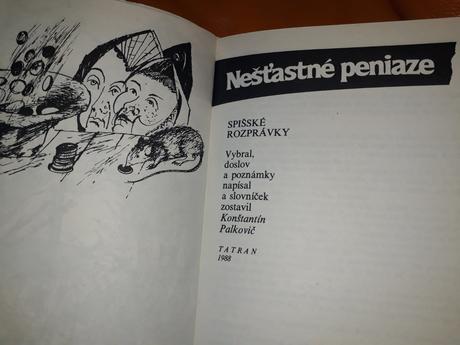 Nešťastné peniaze
SPIŠSKÉ
ROZPRÁVKY
Vybral,
doslov
a poznámky
napísal
a slovníček
zostavil
Konštantín
Palkovič
TATRAN
1988